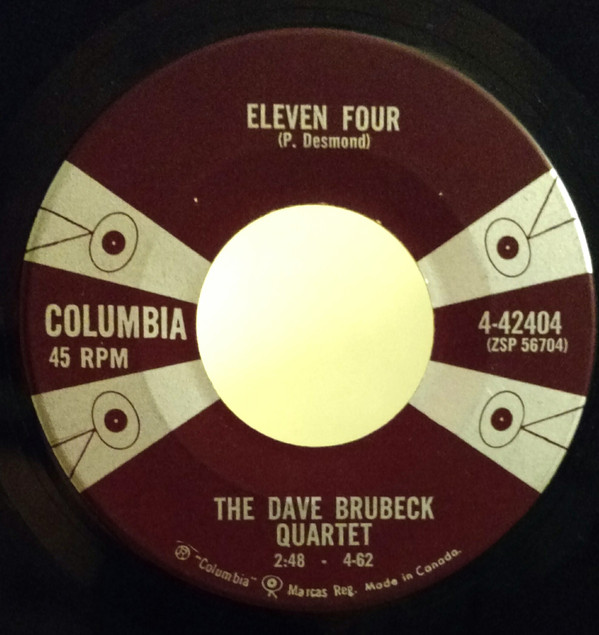 ELEVEN FOUR
(P. Desmond)
COLUMBIA
45 RPM
4-42404
(ZSP 56704)
THE DAVE BRUBECK
QUARTET
2:48 - 4-62
"Columbia" Marcas Reg. Made in Canada.